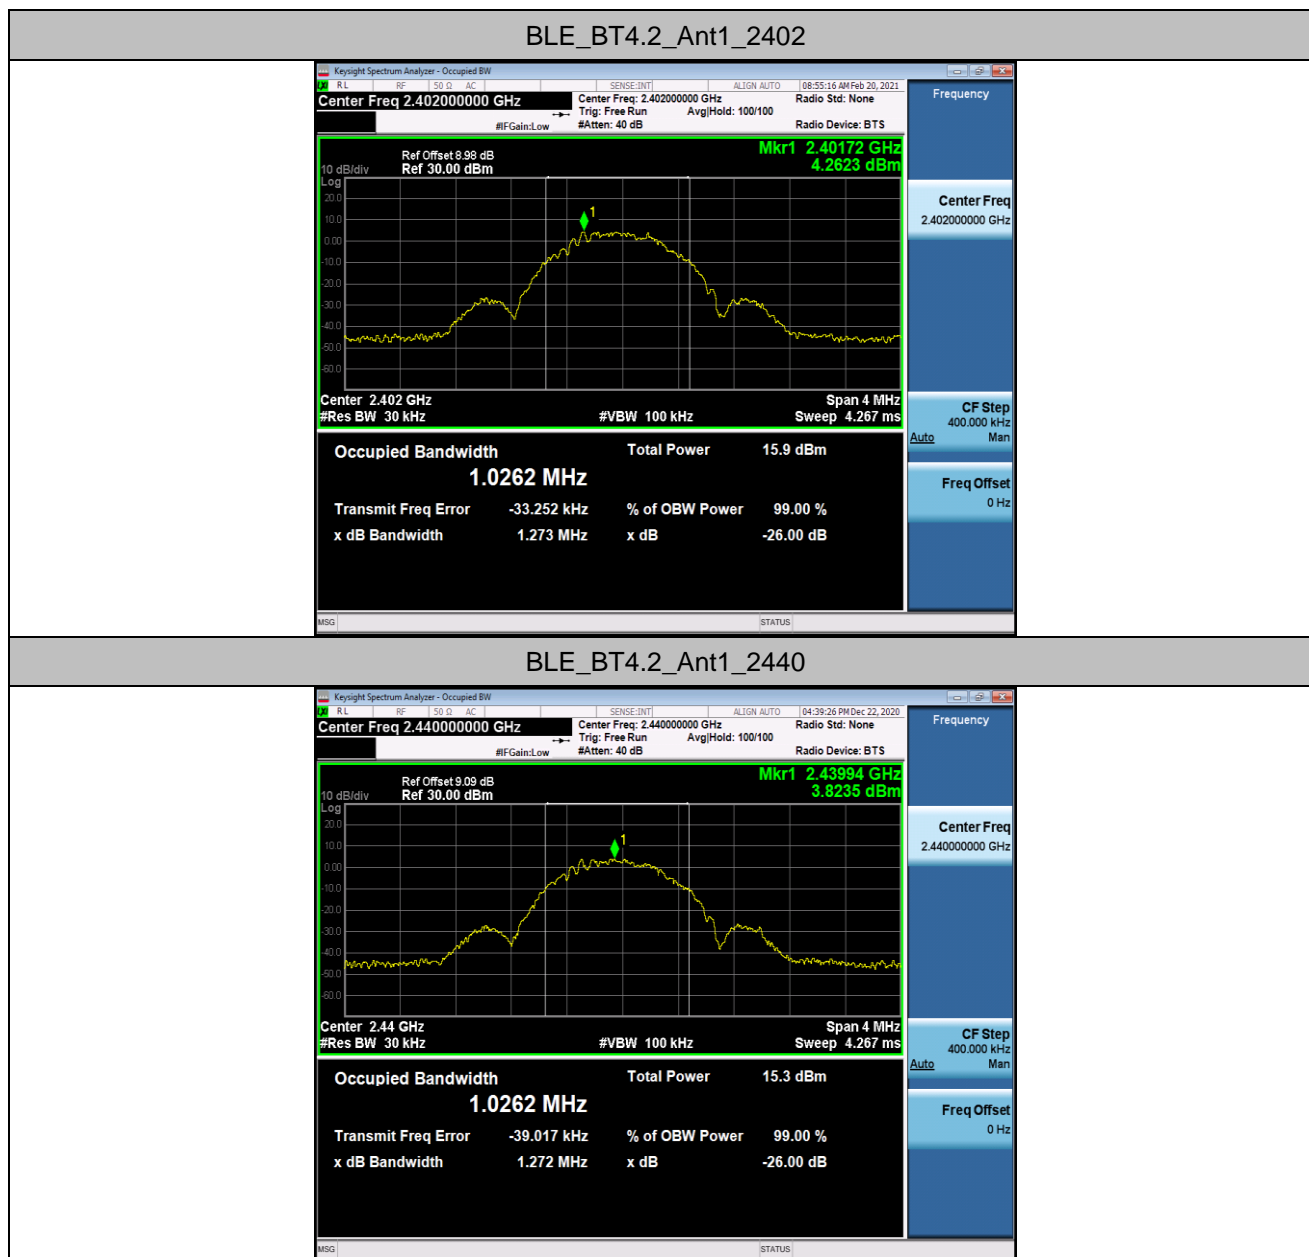 BLE_BT4.2_Ant1_2402
Keysight Spectrum Analyzer - Occupied BW
LXI RL RF 50 Ω AC SENSE:INT ALIGN AUTO 08:55:16 AM Feb 20, 2021
Center Freq 2.402000000 GHz
Center Freq: 2.402000000 GHz
Radio Std: None
Trig: Free Run Avg|Hold: 100/100
#IFGain:Low
#Atten: 40 dB
Radio Device: BTS
Frequency
Mkr1 2.40172 GHz
4.2623 dBm
Ref Offset 8.98 dB
10 dB/div Ref 30.00 dBm
Log
20.0
10.0
0.00
-10.0
-20.0
-30.0
-40.0
-50.0
-60.0
1
Center 2.402 GHz
Span 4 MHz
#Res BW 30 kHz
#VBW 100 kHz
Sweep 4.267 ms
Center Freq
2.402000000 GHz
CF Step
400.000 kHz
Auto Man
Freq Offset
0 Hz
Occupied Bandwidth
1.0262 MHz
Total Power 15.9 dBm
Transmit Freq Error -33.252 kHz
% of OBW Power 99.00 %
x dB Bandwidth 1.273 MHz
x dB -26.00 dB
MSG STATUS
BLE_BT4.2_Ant1_2440
Keysight Spectrum Analyzer - Occupied BW
LXI RL RF 50 Ω AC SENSE:INT ALIGN AUTO 04:39:26 PM Dec 22, 2020
Center Freq 2.440000000 GHz
Center Freq: 2.440000000 GHz
Radio Std: None
Trig: Free Run Avg|Hold: 100/100
#IFGain:Low
#Atten: 40 dB
Radio Device: BTS
Frequency
Mkr1 2.43994 GHz
3.8235 dBm
Ref Offset 9.09 dB
10 dB/div Ref 30.00 dBm
Log
20.0
10.0
0.00
-10.0
-20.0
-30.0
-40.0
-50.0
-60.0
1
Center 2.44 GHz
Span 4 MHz
#Res BW 30 kHz
#VBW 100 kHz
Sweep 4.267 ms
Center Freq
2.440000000 GHz
CF Step
400.000 kHz
Auto Man
Freq Offset
0 Hz
Occupied Bandwidth
1.0262 MHz
Total Power 15.3 dBm
Transmit Freq Error -39.017 kHz
% of OBW Power 99.00 %
x dB Bandwidth 1.272 MHz
x dB -26.00 dB
MSG STATUS